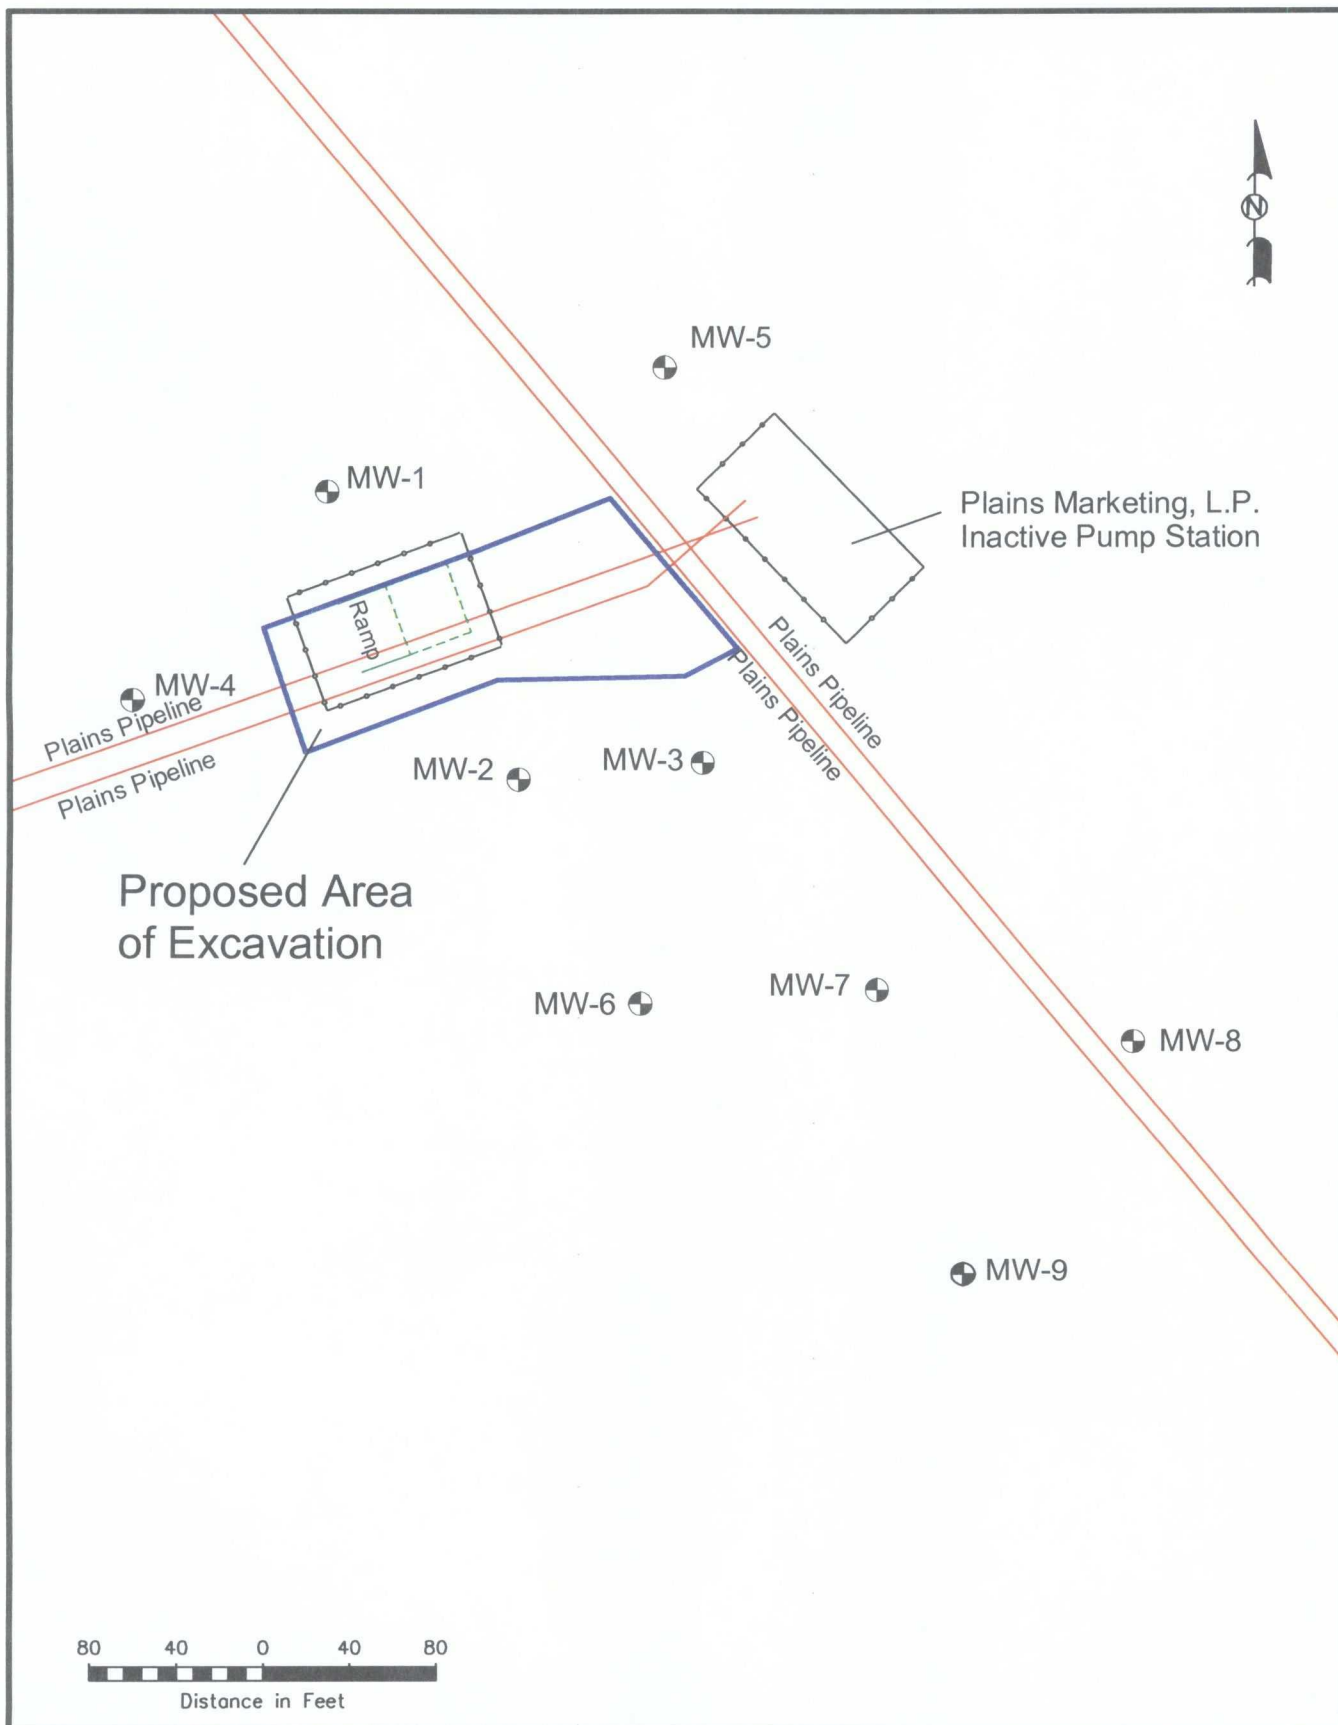 N
MW-5
MW-1
Plains Marketing, L.P.
Inactive Pump Station
Ramp
MW-4
Plains Pipeline
Plains Pipeline
Plains Pipeline
Plains Pipeline
MW-2
MW-3
Proposed Area
of Excavation
MW-6
MW-7
MW-8
MW-9
80 40 0 40 80
Distance in Feet